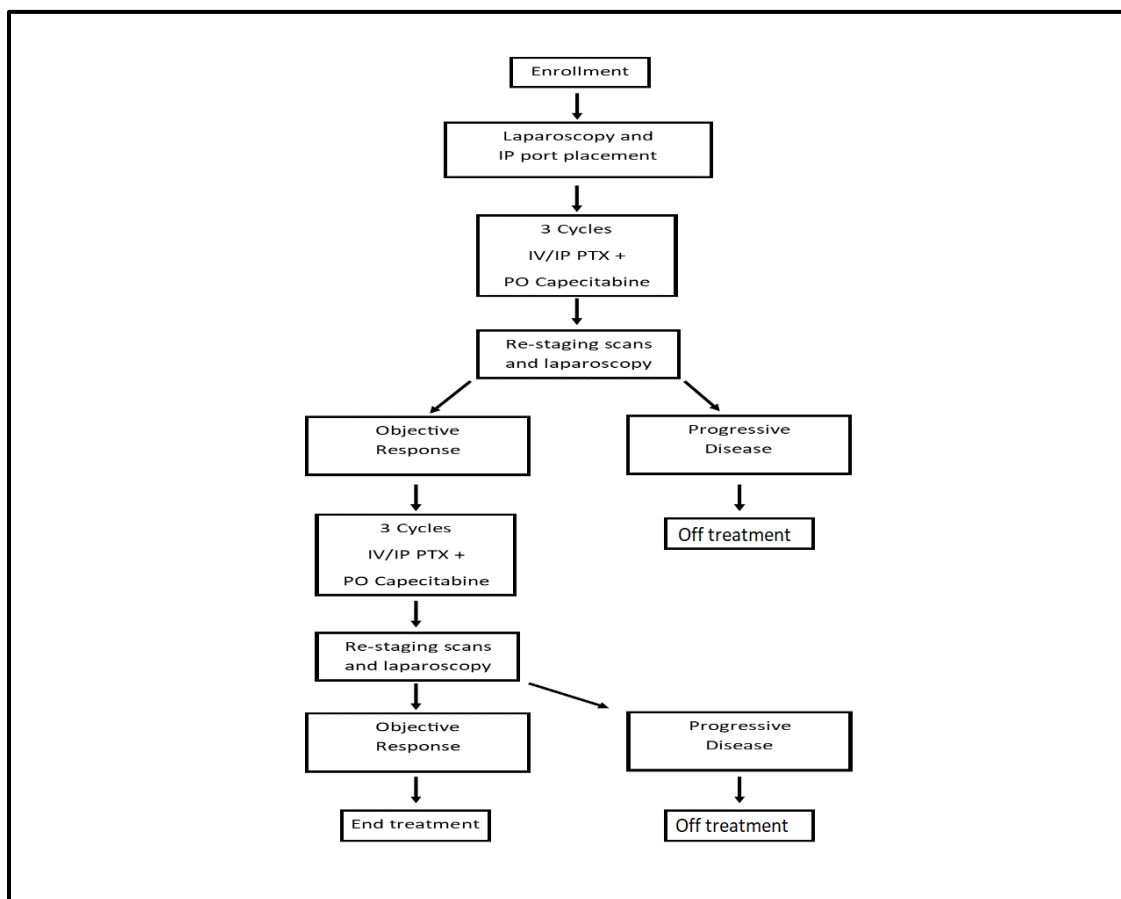 Enrollment
Laparoscopy and
IP port placement
3 Cycles
IV/IP PTX +
PO Capecitabine
Re-staging scans
and laparoscopy
Objective
Response
Progressive
Disease
Off treatment
3 Cycles
IV/IP PTX +
PO Capecitabine
Re-staging scans
and laparoscopy
Objective
Response
Progressive
Disease
End treatment
Off treatment